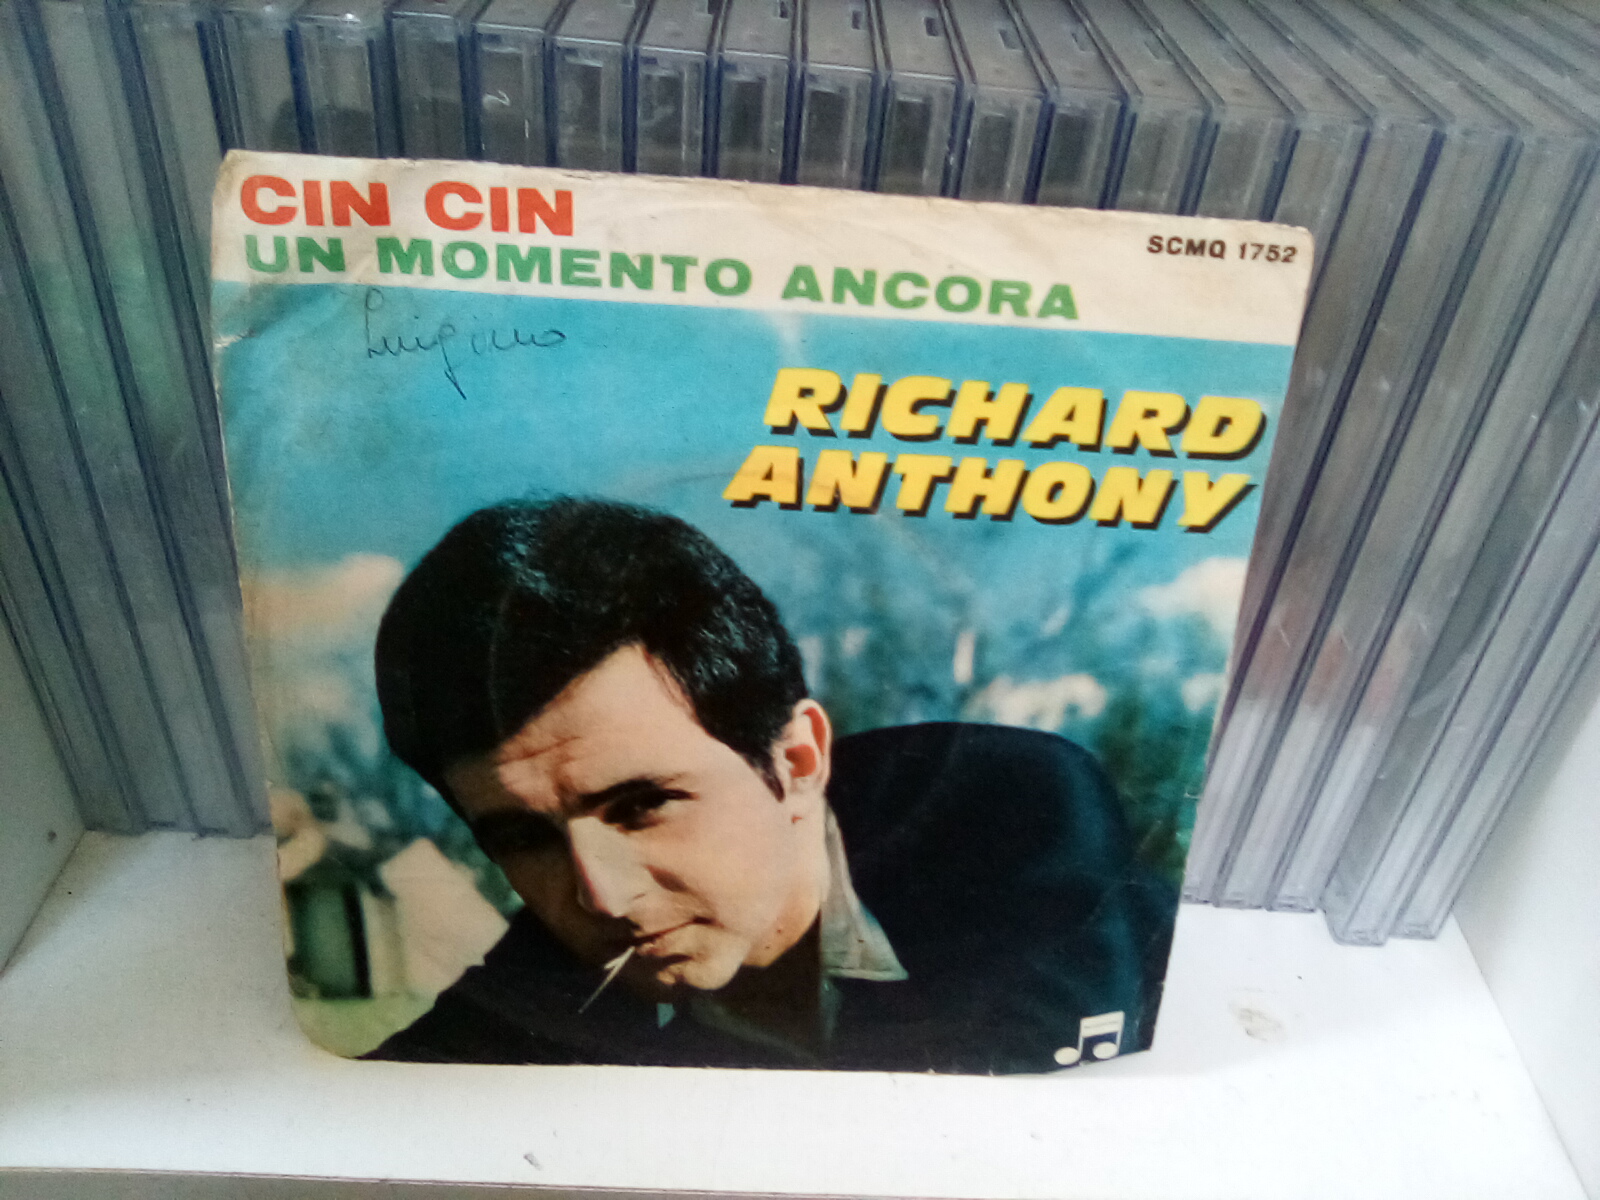 CIN CIN
UN MOMENTO ANCORA
SCMQ 1752
Luigino
RICHARD
ANTHONY